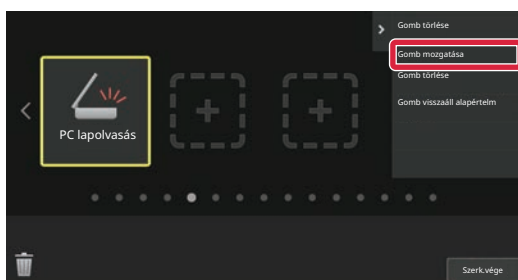 Gomb törlése
Gomb mozgatása
Gomb törlése
Gomb visszaáll alapértelm
PC lapolvasás
Szerk.vége